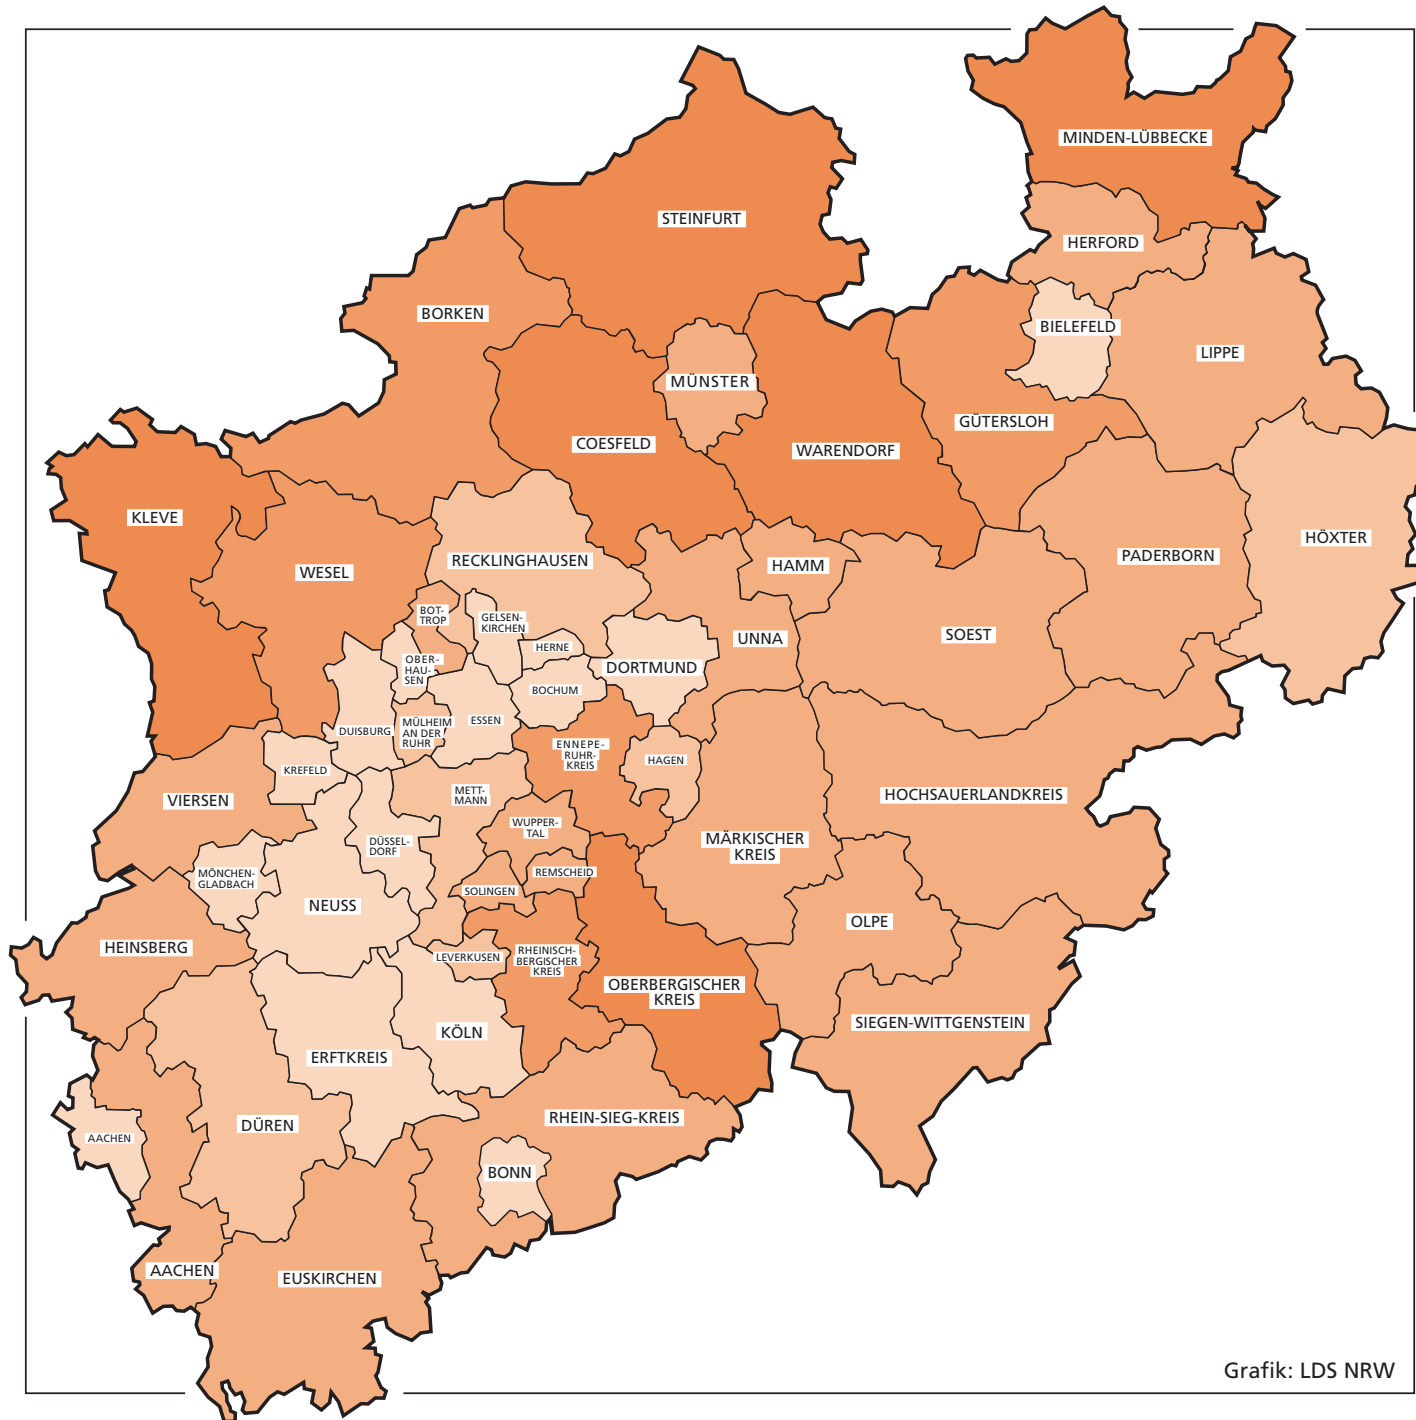 MINDEN-LÜBBECKE
STEINFURT
HERFORD
BORKEN
BIELEFELD
LIPPE
MÜNSTER
GÜTERSLOH
COESFELD
WARENDORF
KLEVE
HÖXTER
PADERBORN
RECKLINGHAUSEN
HAMM
WESEL
BOT-
TROP
GELSEN-
KIRCHEN
HERNE
UNNA
SOEST
OBER-
HAU-
SEN
DORTMUND
BOCHUM
DUISBURG
MÜLHEIM
AN DER
RUHR
ESSEN
ENNEPE-
RUHR-
KREIS
HAGEN
KREFELD
VIERSEN
METT-
MANN
HOCHSAUERLANDKREIS
WUPPER-
TAL
DÜSSEL-
DORF
MÄRKISCHER
KREIS
MÖNCHEN-
GLADBACH
REMSCHEID
SOLINGEN
NEUSS
OLPE
HEINSBERG
LEVERKUSEN
RHEINISCH-
BERGISCHER
KREIS
OBERBERGISCHER
KREIS
SIEGEN-WITTGENSTEIN
KÖLN
ERFTKREIS
RHEIN-SIEG-KREIS
DÜREN
AACHEN
BONN
AACHEN
EUSKIRCHEN
Grafik: LDS NRW